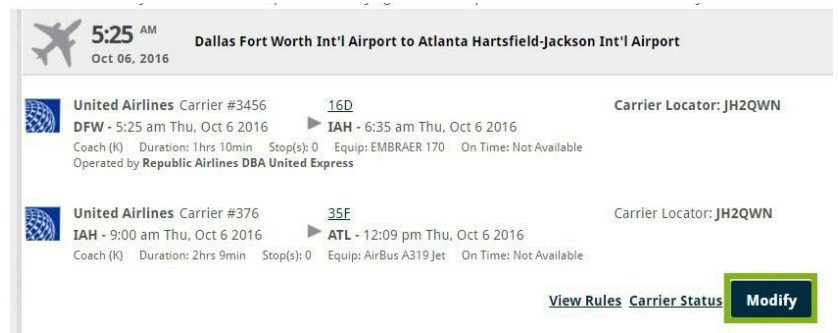 5:25 AM
Oct 06, 2016
Dallas Fort Worth Int'l Airport to Atlanta Hartsfield-Jackson Int'l Airport
United Airlines Carrier #3456 16D Carrier Locator: JH2QWN
DFW - 5:25 am Thu, Oct 6 2016 IAH - 6:35 am Thu, Oct 6 2016
Coach (K) Duration: 1hrs 10min Stop(s): 0 Equip: EMBRAER 170 On Time: Not Available
Operated by Republic Airlines DBA United Express
United Airlines Carrier #376 35F Carrier Locator: JH2QWN
IAH - 9:00 am Thu, Oct 6 2016 ATL - 12:09 pm Thu, Oct 6 2016
Coach (K) Duration: 2hrs 9min Stop(s): 0 Equip: AirBus A319 Jet On Time: Not Available
View Rules Carrier Status Modify